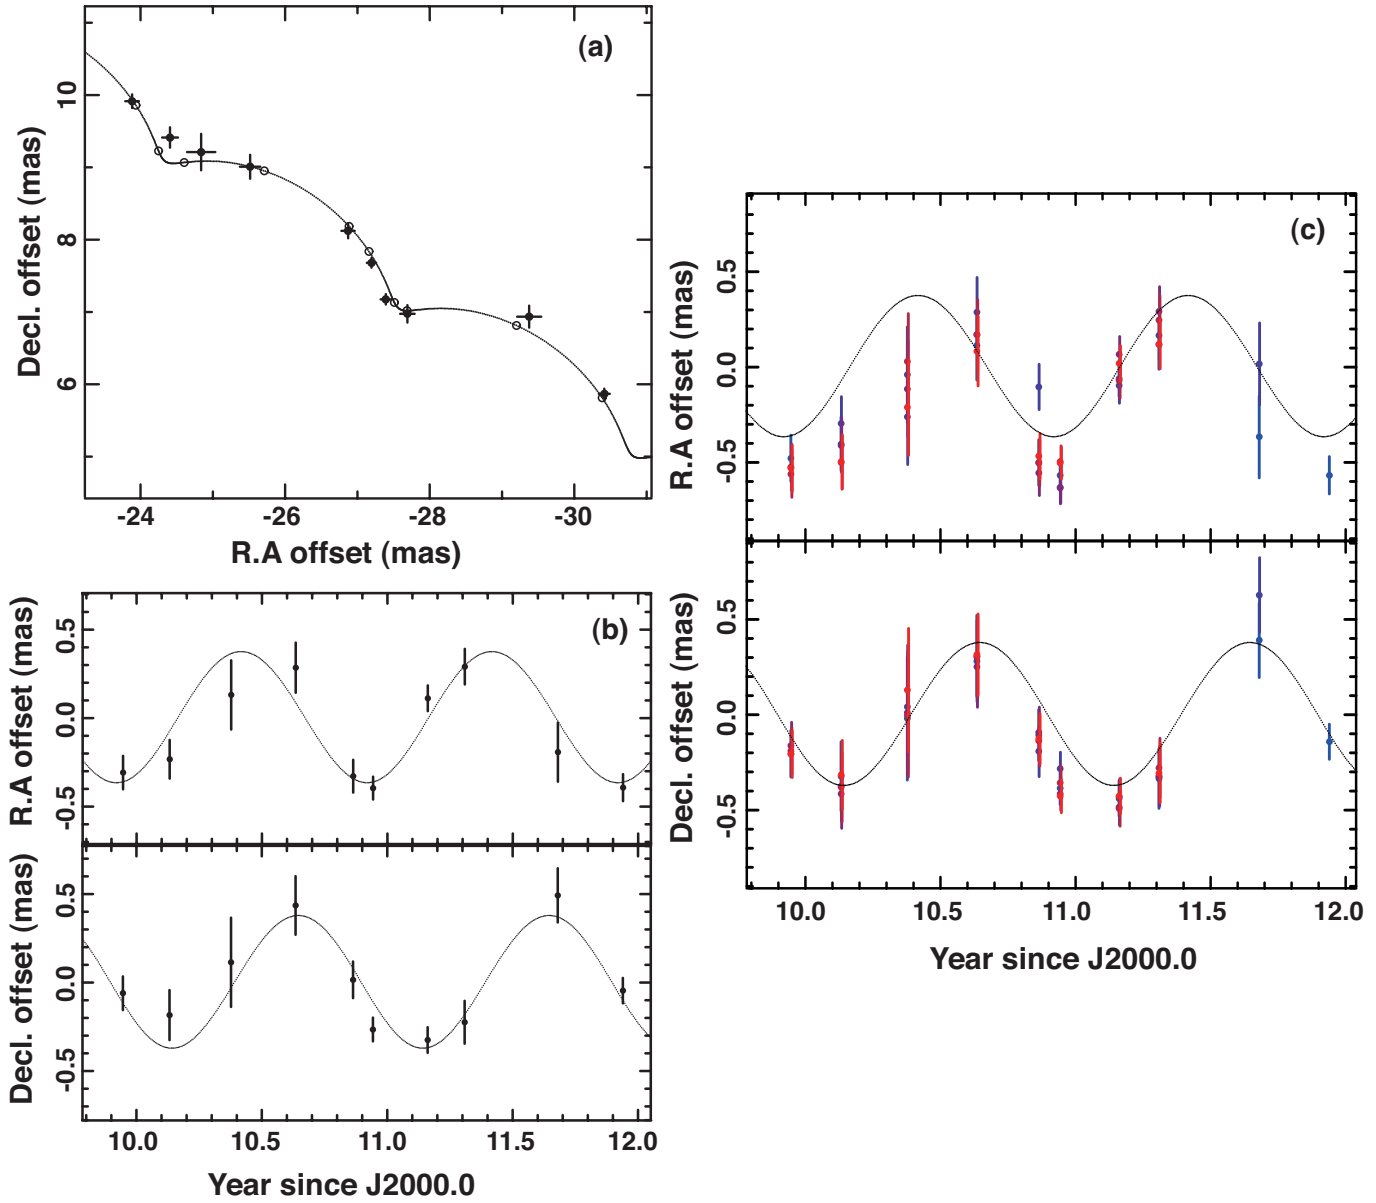 (a)
10
8
6
Decl. offset (mas)
-24 -26 -28 -30
R.A offset (mas)
(b)
0.5
0.0
-0.5
R.A offset (mas)
0.5
0.0
-0.5
Decl. offset (mas)
10.0 10.5 11.0 11.5 12.0
Year since J2000.0
(c)
0.5
0.0
-0.5
R.A offset (mas)
0.5
0.0
-0.5
Decl. offset (mas)
10.0 10.5 11.0 11.5 12.0
Year since J2000.0